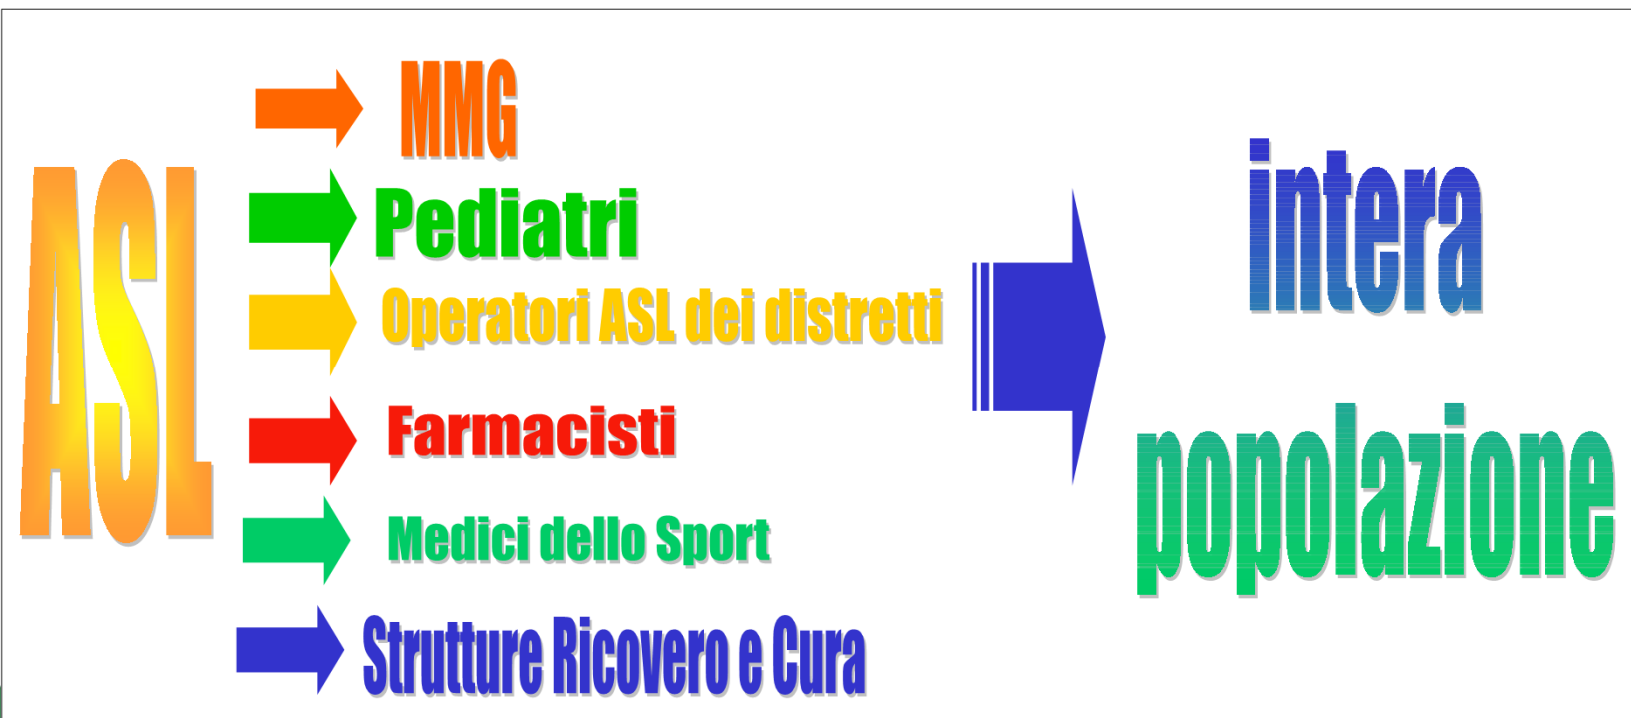 ASL
MMG
Pediatri
Operatori ASL dei distretti
Farmacisti
Medici dello Sport
Strutture Ricovero e Cura
intera
popolazione